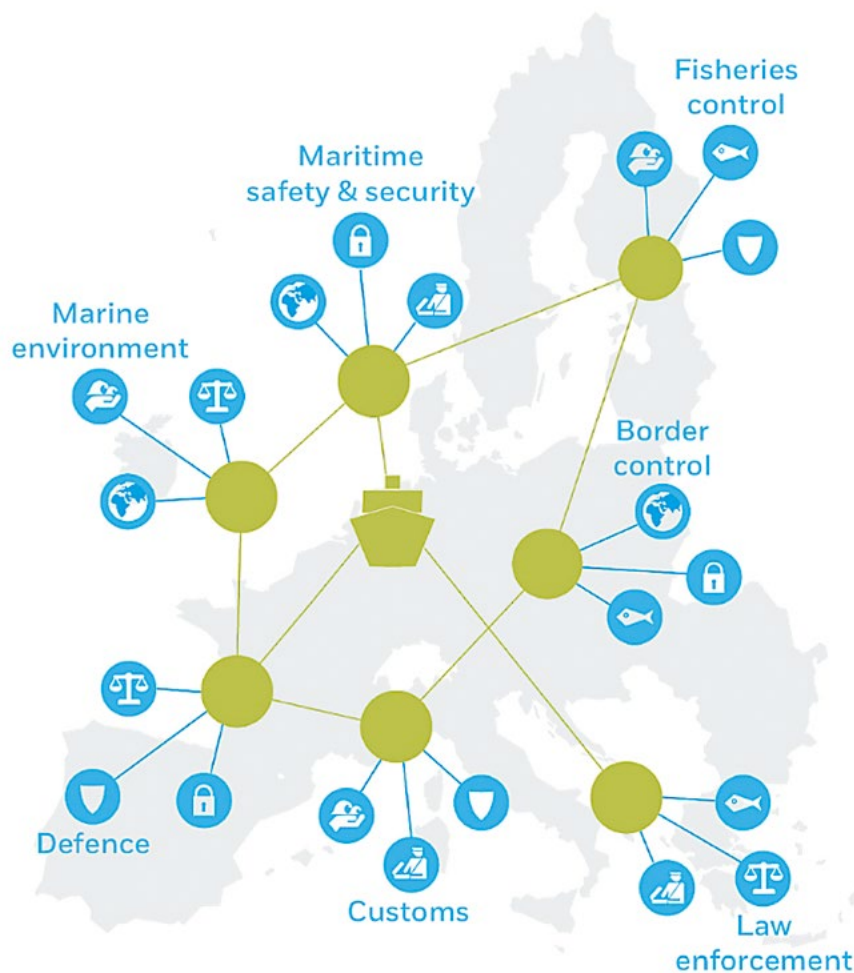 Fisheries
control
Maritime
safety & security
Marine
environment
Border
control
Defence
Customs
Law
enforcement